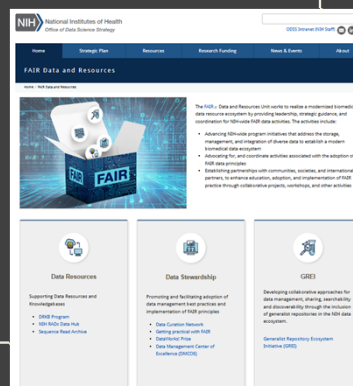 NIH National Institutes of Health
Office of Data Science Strategy
ODSS Intranet (NIH Staff)
Home Strategic Plan Resources Research Funding News & Events About
FAIR Data and Resources
Home / FAIR Data and Resources
FAIR
FAIR
The FAIR Data and Resources Unit works to realize a modernized biomedi
data resource ecosystem by providing leadership, strategic guidance, and
coordination for NIH-wide FAIR data activities. The activities include:
• Advancing NIH-wide program initiatives that address the storage,
management, and integration of diverse data to establish a modern
biomedical data ecosystem
• Advocating for, and coordinate activities associated with the adoption of
FAIR data principles
• Establishing partnerships with communities, societies, and international
partners, to enhance education, adoption, and implementation of FAIR
practice through collaborative projects, workshops, and other activities
Data Resources
Supporting Data Resources and
Knowledgebases
• DRKB Program
• NIH RADx Data Hub
• Sequence Read Archive
Data Stewardship
Promoting and facilitating adoption of
data management best practices and
implementation of FAIR principles
• Data Curation Network
• Getting practical with FAIR
• DataWorks! Prize
• Data Management Center of
Excellence (DMCOE)
GREI
Developing collaborative approaches for
data management, sharing, searchability
and discoverability through the inclusion
of generalist repositories in the NIH data
ecosystem.
Generalist Repository Ecosystem
Initiative (GREI)